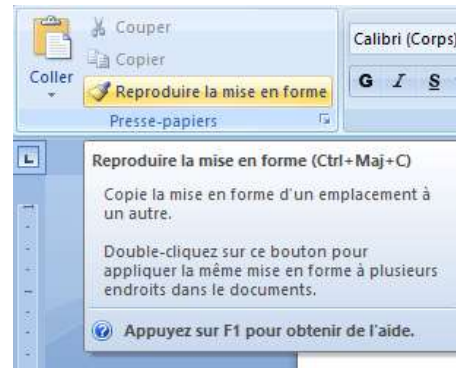 Couper
Copier
Coller
Reproduire la mise en forme
Presse-papiers
Calibri (Corps)
G I S
L
Reproduire la mise en forme (Ctrl+Maj+C)
Copie la mise en forme d'un emplacement à
un autre.
Double-cliquez sur ce bouton pour
appliquer la même mise en forme à plusieurs
endroits dans le documents.
Appuyez sur F1 pour obtenir de l'aide.